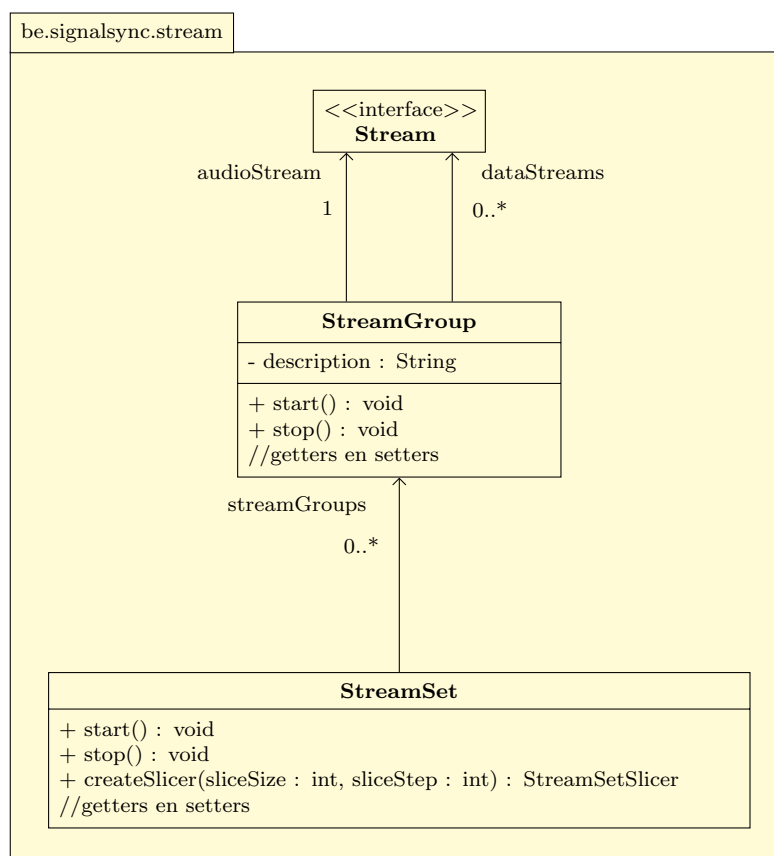 be.signalsync.stream
<<interface>>
Stream
audioStream
dataStreams
1
0..*
StreamGroup
- description : String
+ start() : void
+ stop() : void
//getters en setters
streamGroups
0..*
StreamSet
+ start() : void
+ stop() : void
+ createSlicer(sliceSize : int, sliceStep : int) : StreamSetSlicer
//getters en setters